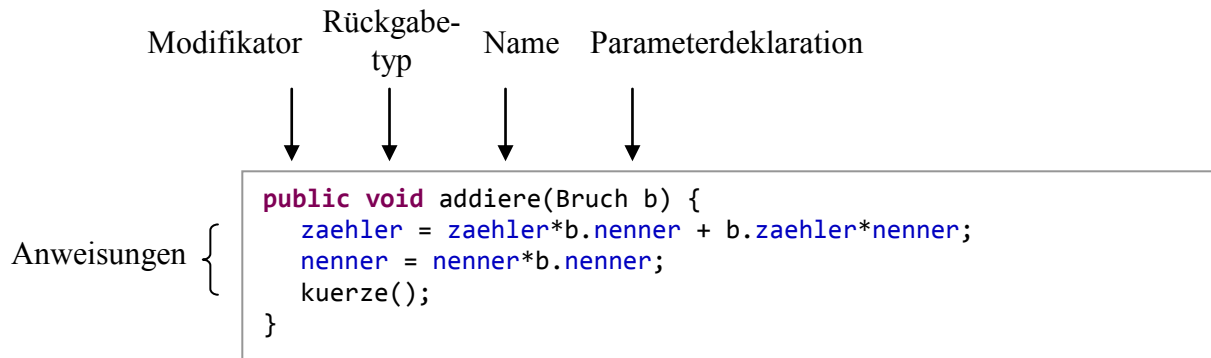 Modifikator Rückgabe- Name Parameterdeklaration
typ
public void addiere(Bruch b) {
Anweisungen
zaehler = zaehler*b.nenner + b.zaehler*nenner;
nenner = nenner*b.nenner;
kuerze();
}